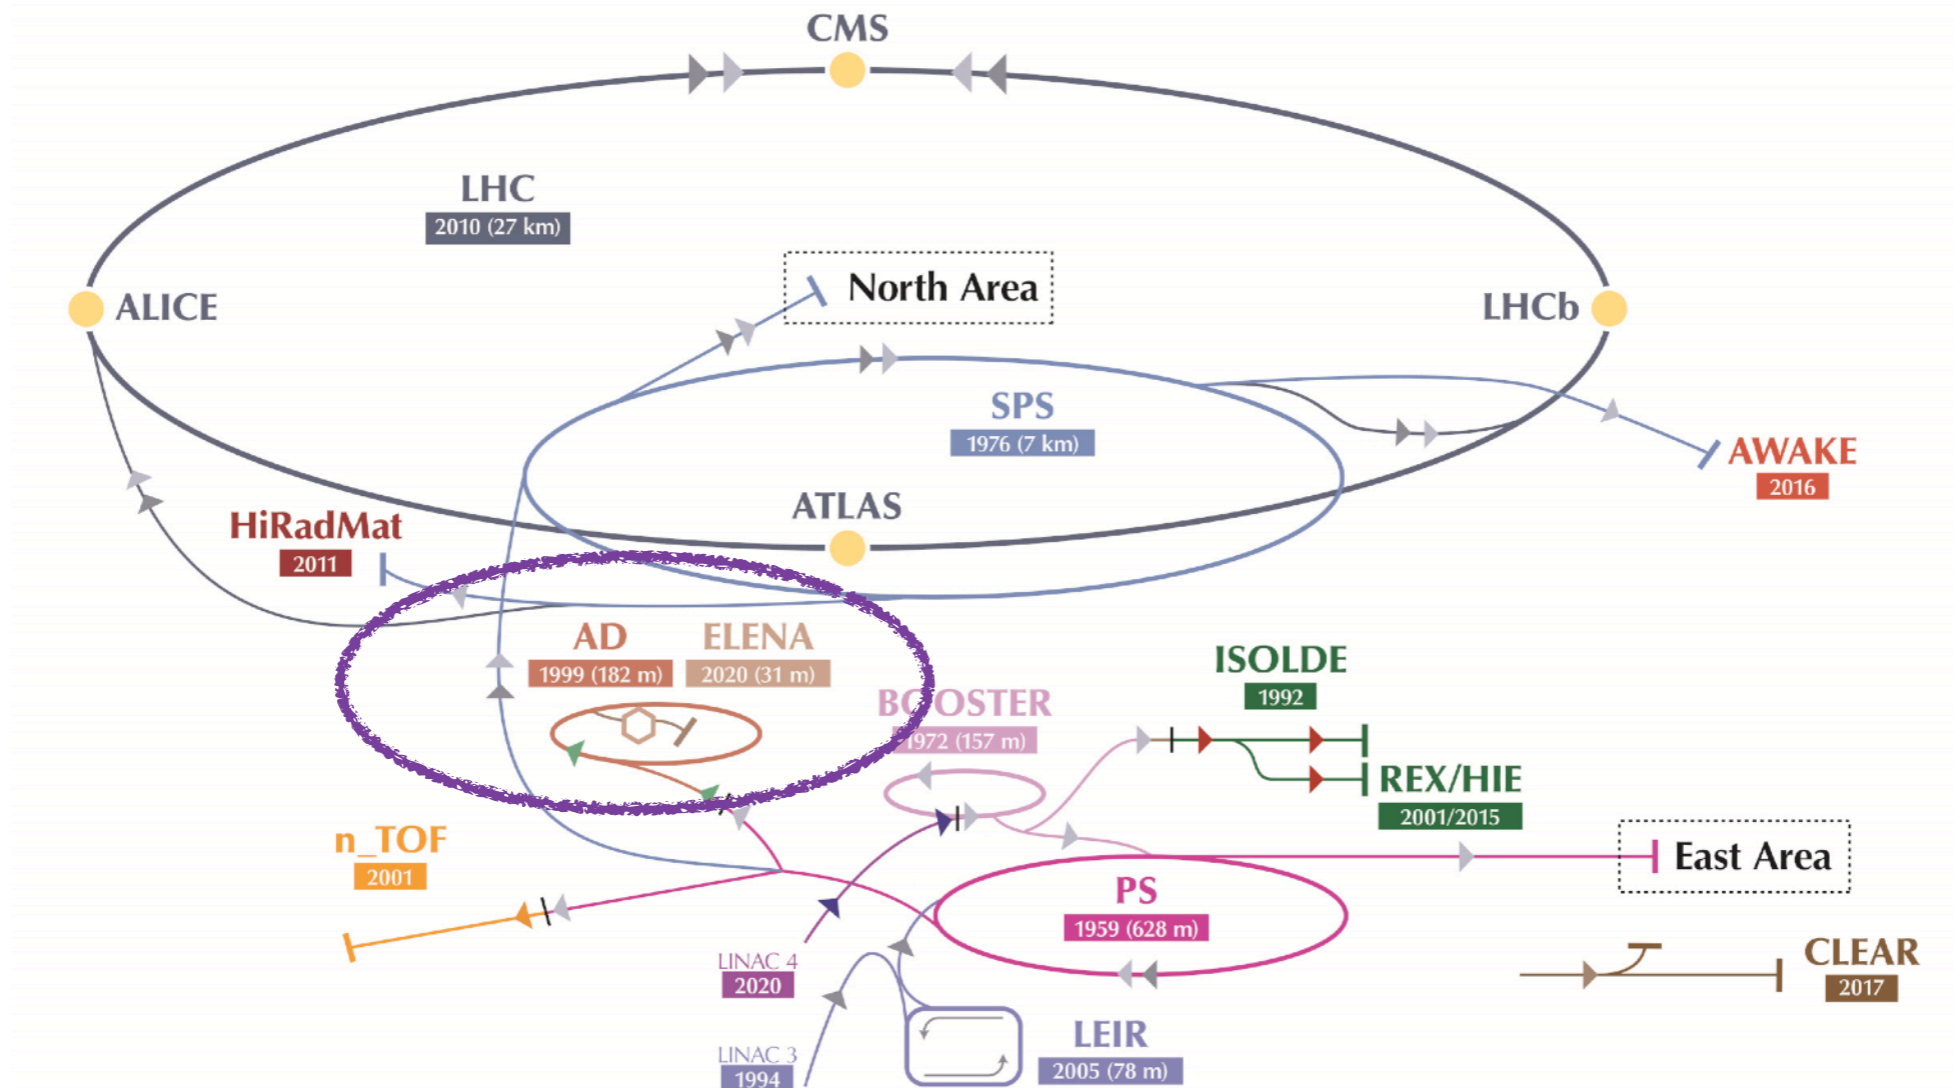 CMS
LHC
2010 (27 km)
North Area
ALICE
LHCb
SPS
1976 (7 km)
AWAKE
2016
ATLAS
HiRadMat
2011
AD
1999 (182 m)
ELENA
2020 (31 m)
ISOLDE
1992
BOOSTER
1972 (157 m)
REX/HIE
2001/2015
n_TOF
2001
East Area
PS
1959 (628 m)
LINAC 4
2020
CLEAR
2017
LEIR
2005 (78 m)
LINAC 3
1994